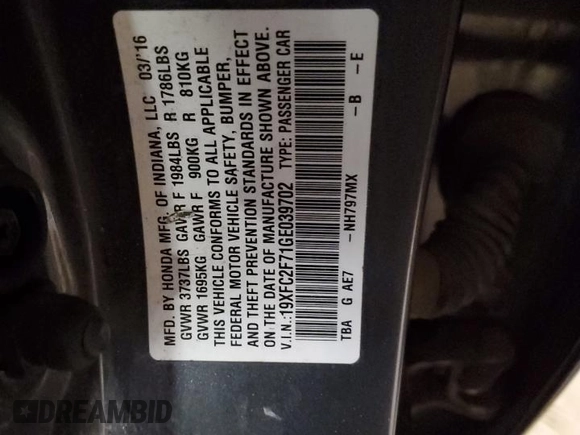 MFD. BY HONDA MFG. OF INDIANA, LLC 03/'16
GVWR 3737LBS GAWR F 1984LBS R 1786LBS
GVWR 1695KG GAWR F 900KG R 810KG
THIS VEHICLE CONFORMS TO ALL APPLICABLE
FEDERAL MOTOR VEHICLE SAFETY, BUMPER,
AND THEFT PREVENTION STANDARDS IN EFFECT
ON THE DATE OF MANUFACTURE SHOWN ABOVE.
V.I.N.:19XFC2F71GE039702 TYPE: PASSENGER CAR
TBA G AE7 -NH797MX -B -E
DREAMBID